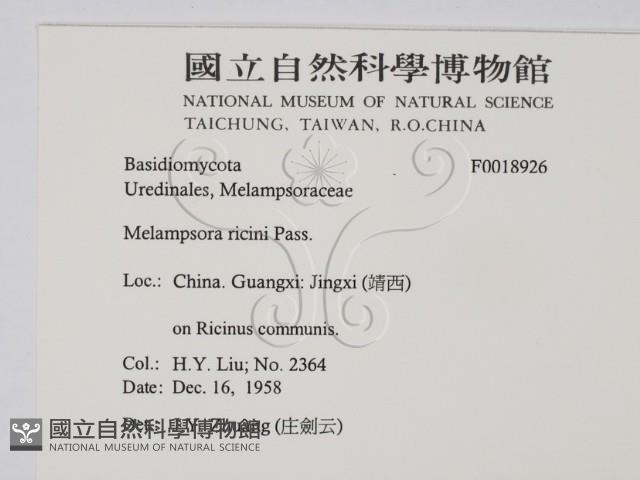 國立自然科學博物館
NATIONAL MUSEUM OF NATURAL SCIENCE
TAICHUNG, TAIWAN, R.O.CHINA
Basidiomycota F0018926
Uredinales, Melampsoraceae
Melampsora ricini Pass.
Loc.: China. Guangxi: Jingxi (靖西)
on Ricinus communis.
Col.: H.Y. Liu; No. 2364
Date: Dec. 16, 1958
Det.: J.Y. Zhuang (庄劍云)
國立自然科學博物館
NATIONAL MUSEUM OF NATURAL SCIENCE